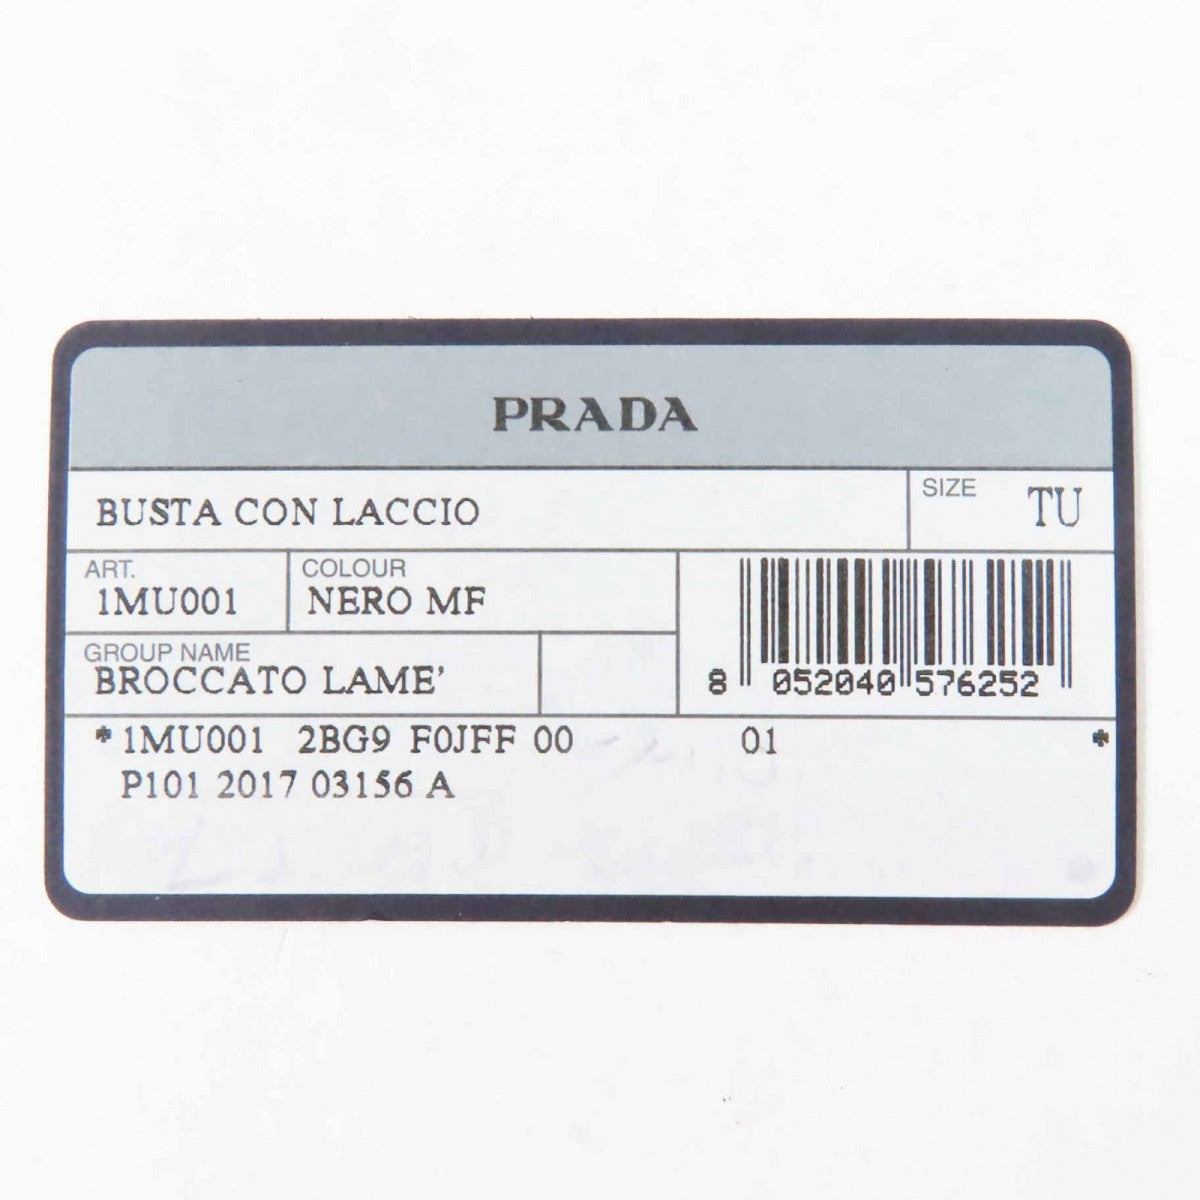 PRADA
BUSTA CON LACCIO
SIZE TU
ART. 1MU001
COLOUR NERO MF
GROUP NAME
BROCCATO LAME'
8 052040 576252
* 1MU001 2BG9 F0JFF 00 01 *
P101 2017 03156 A